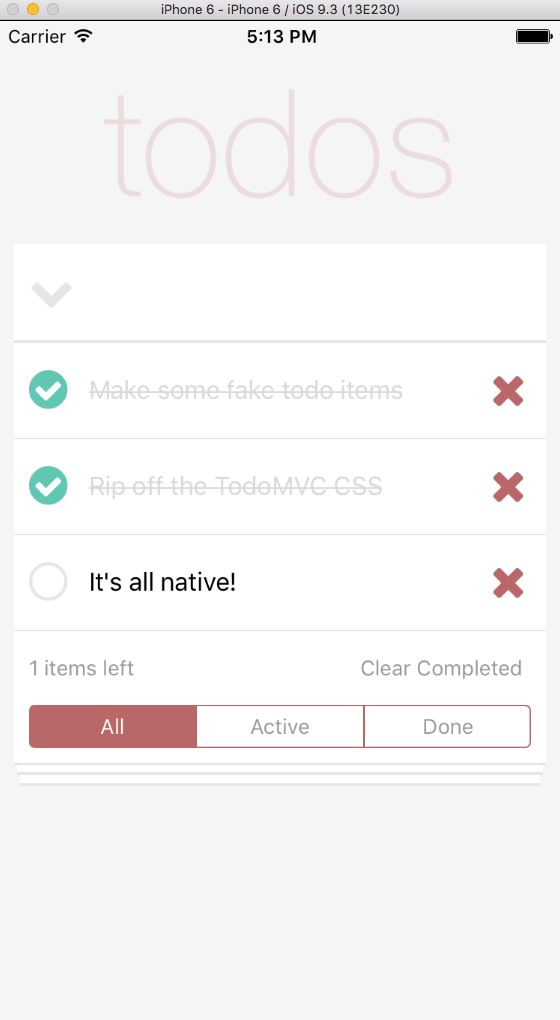 iPhone 6 - iPhone 6 / iOS 9.3 (13E230)
Carrier 5:13 PM
todos
Make some fake todo items
Rip off the TodoMVC CSS
It's all native!
1 items left Clear Completed
All Active Done